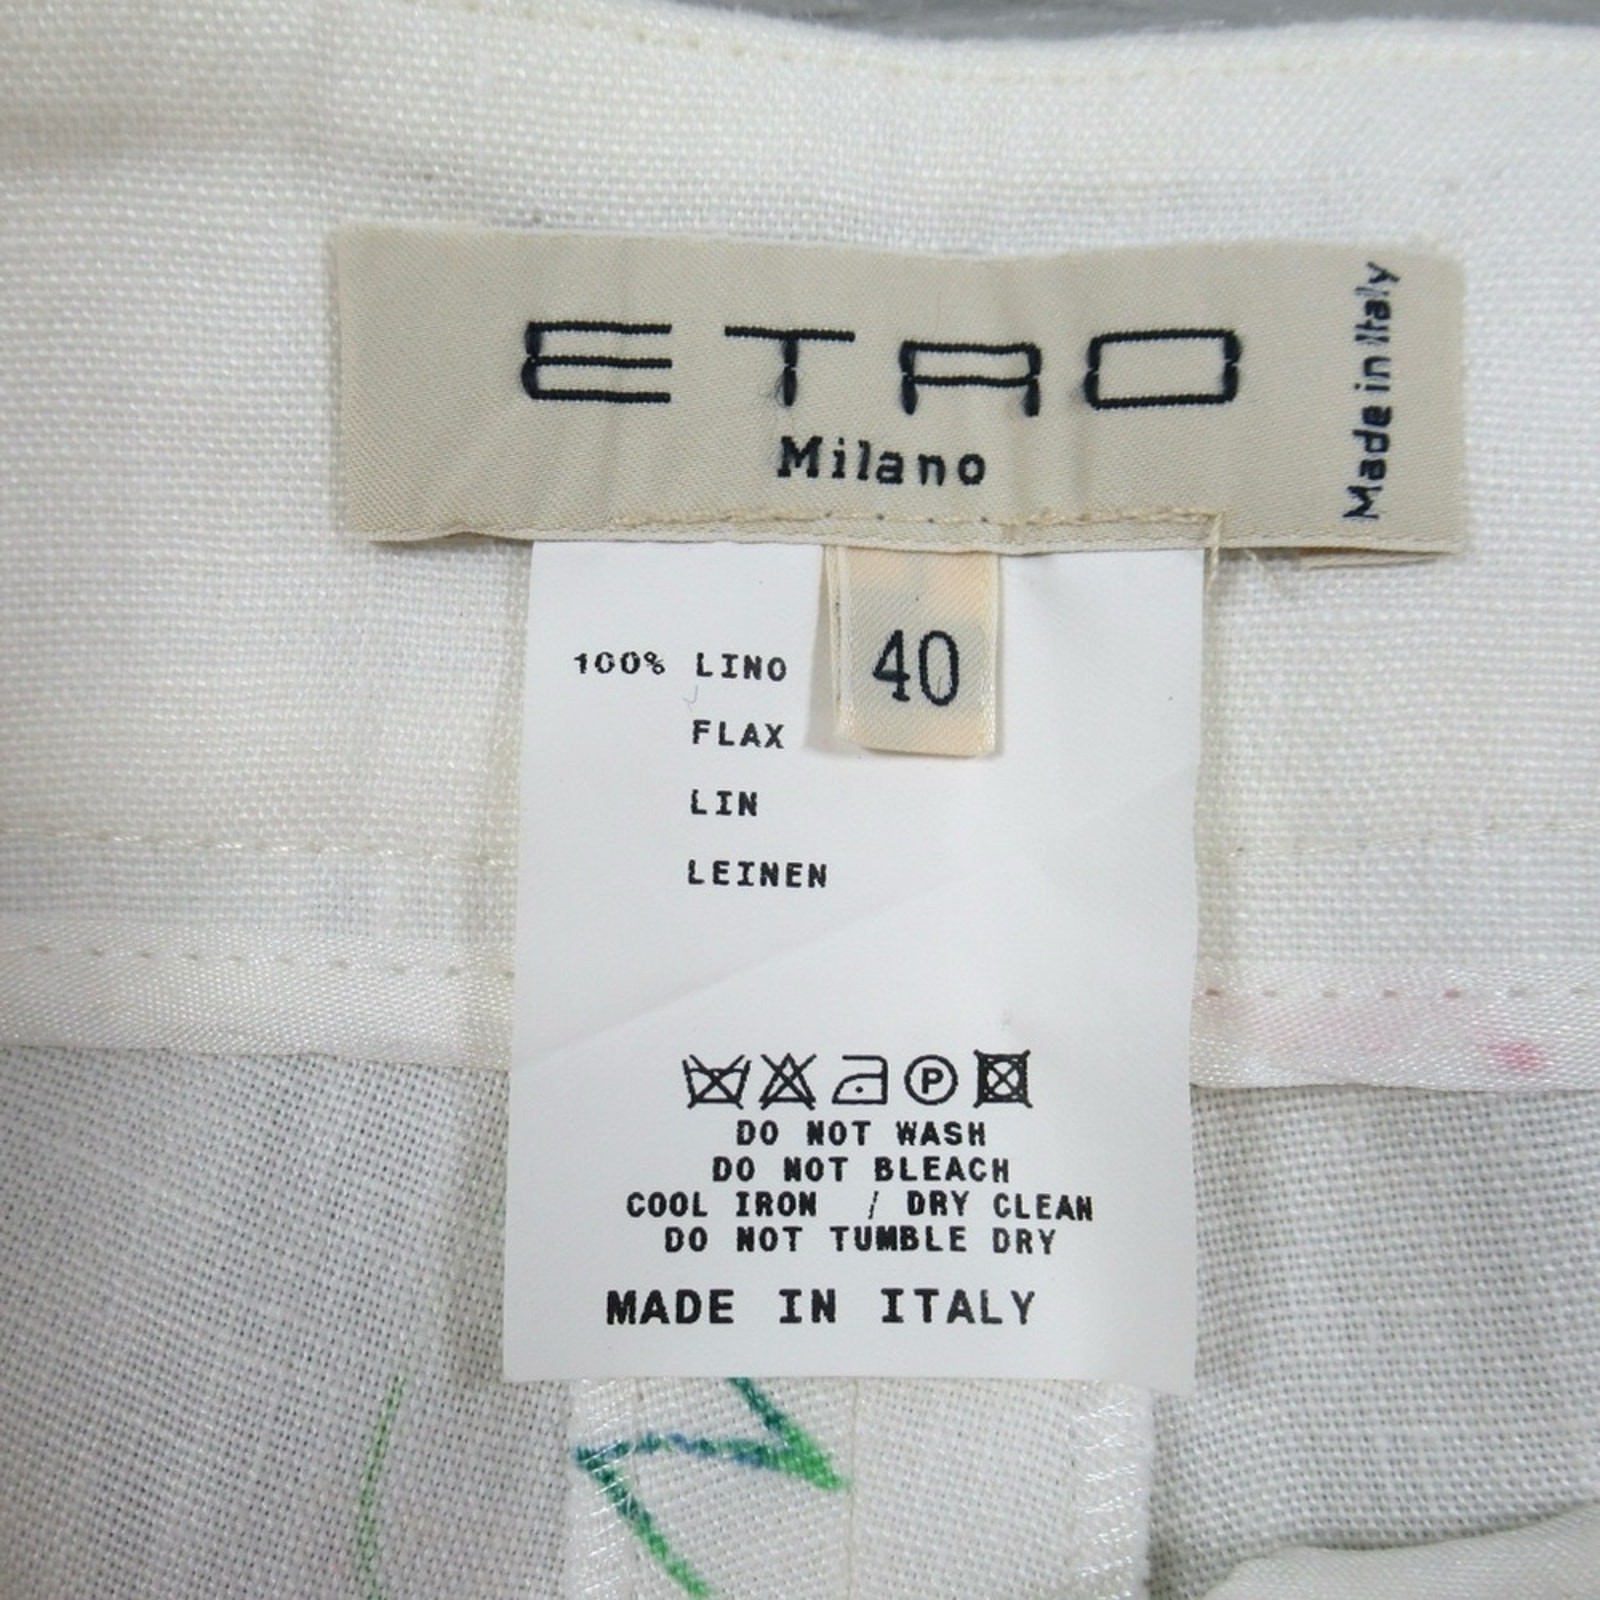 ETRO
Milano
Made in Italy
40
100% LINO
FLAX
LIN
LEINEN
P
DO NOT WASH
DO NOT BLEACH
COOL IRON / DRY CLEAN
DO NOT TUMBLE DRY
MADE IN ITALY